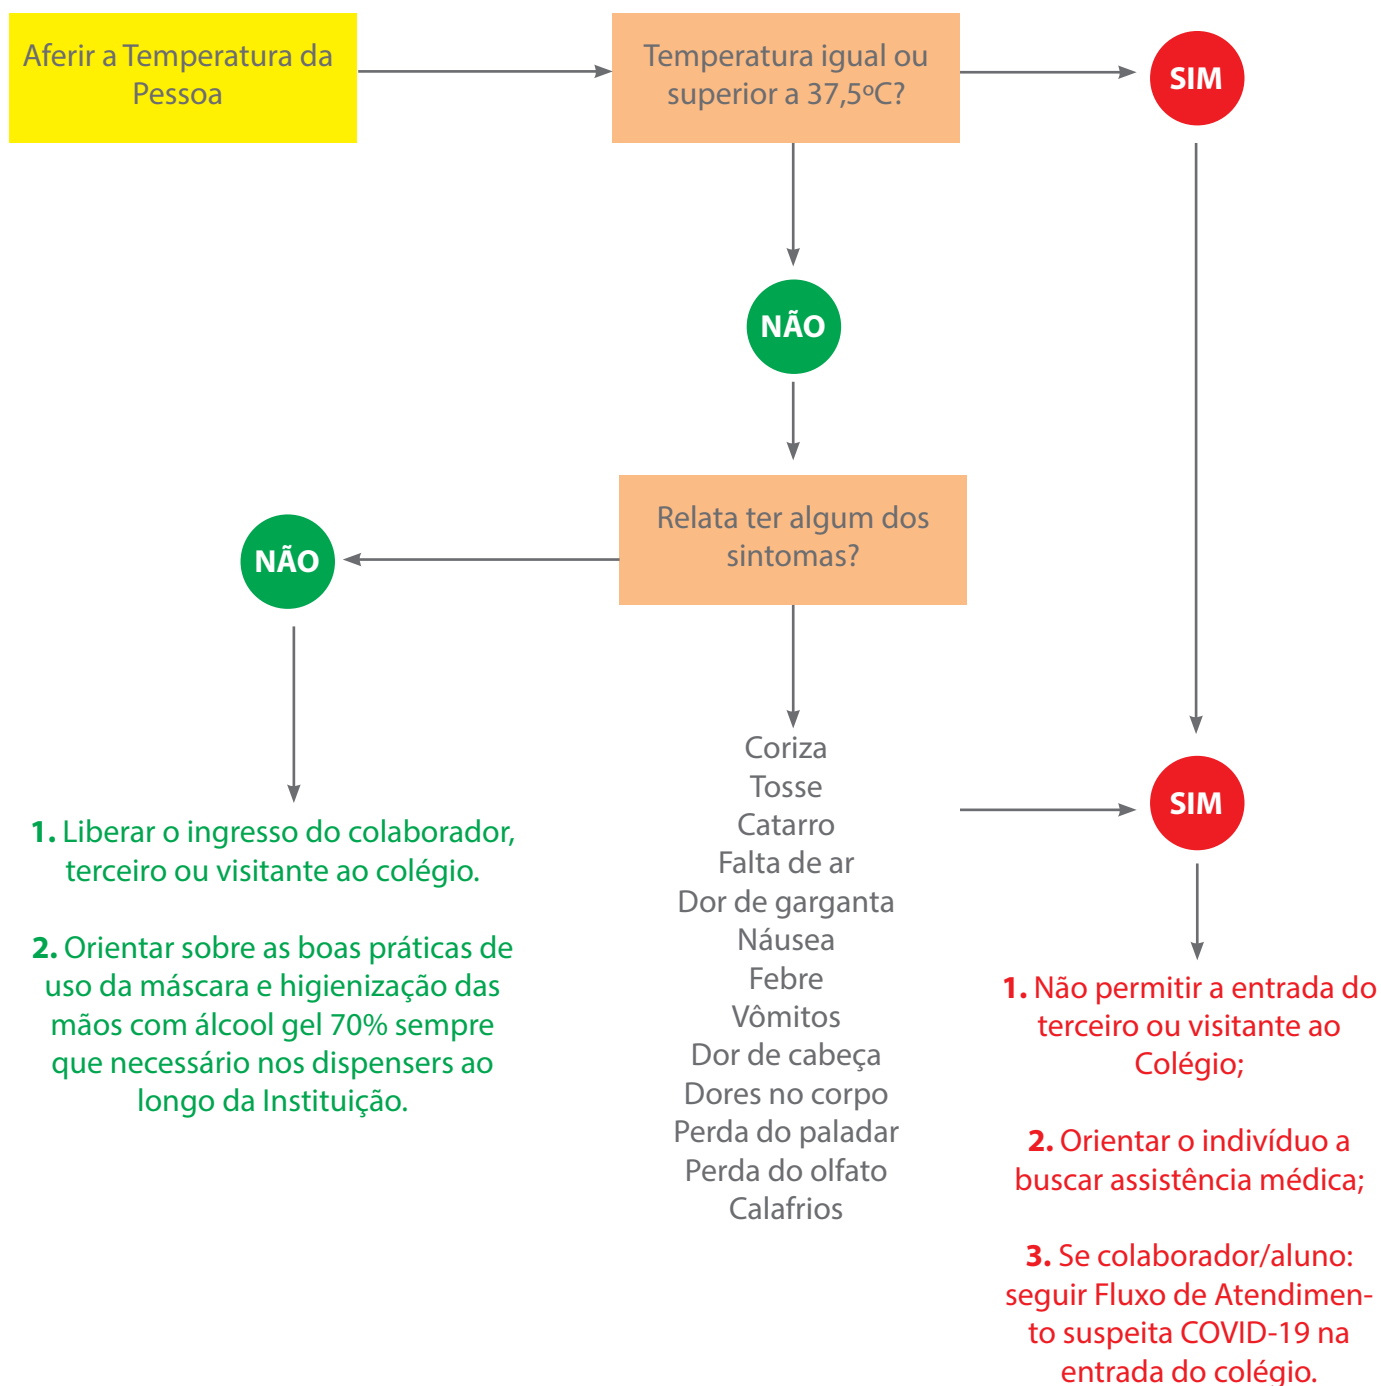 Aferir a Temperatura da
Pessoa
Temperatura igual ou
superior a 37,5ºC?
SIM
NÃO
Relata ter algum dos
sintomas?
NÃO
1. Liberar o ingresso do colaborador,
terceiro ou visitante ao colégio.
2. Orientar sobre as boas práticas de
uso da máscara e higienização das
mãos com álcool gel 70% sempre
que necessário nos dispensers ao
longo da Instituição.
Coriza
Tosse
Catarro
Falta de ar
Dor de garganta
Náusea
Febre
Vômitos
Dor de cabeça
Dores no corpo
Perda do paladar
Perda do olfato
Calafrios
SIM
1. Não permitir a entrada do
terceiro ou visitante ao
Colégio;
2. Orientar o indivíduo a
buscar assistência médica;
3. Se colaborador/aluno:
seguir Fluxo de Atendimen-
to suspeita COVID-19 na
entrada do colégio.